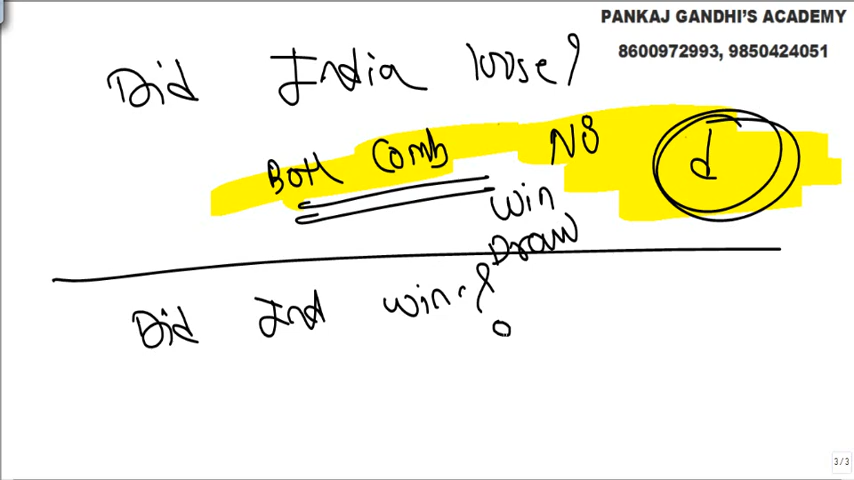 PANKAJ GANDHI'S ACADEMY
8600972993, 9850424051
Did India loose?
Both Comb NS d
Win
Draw
Did Ind win?
3/3